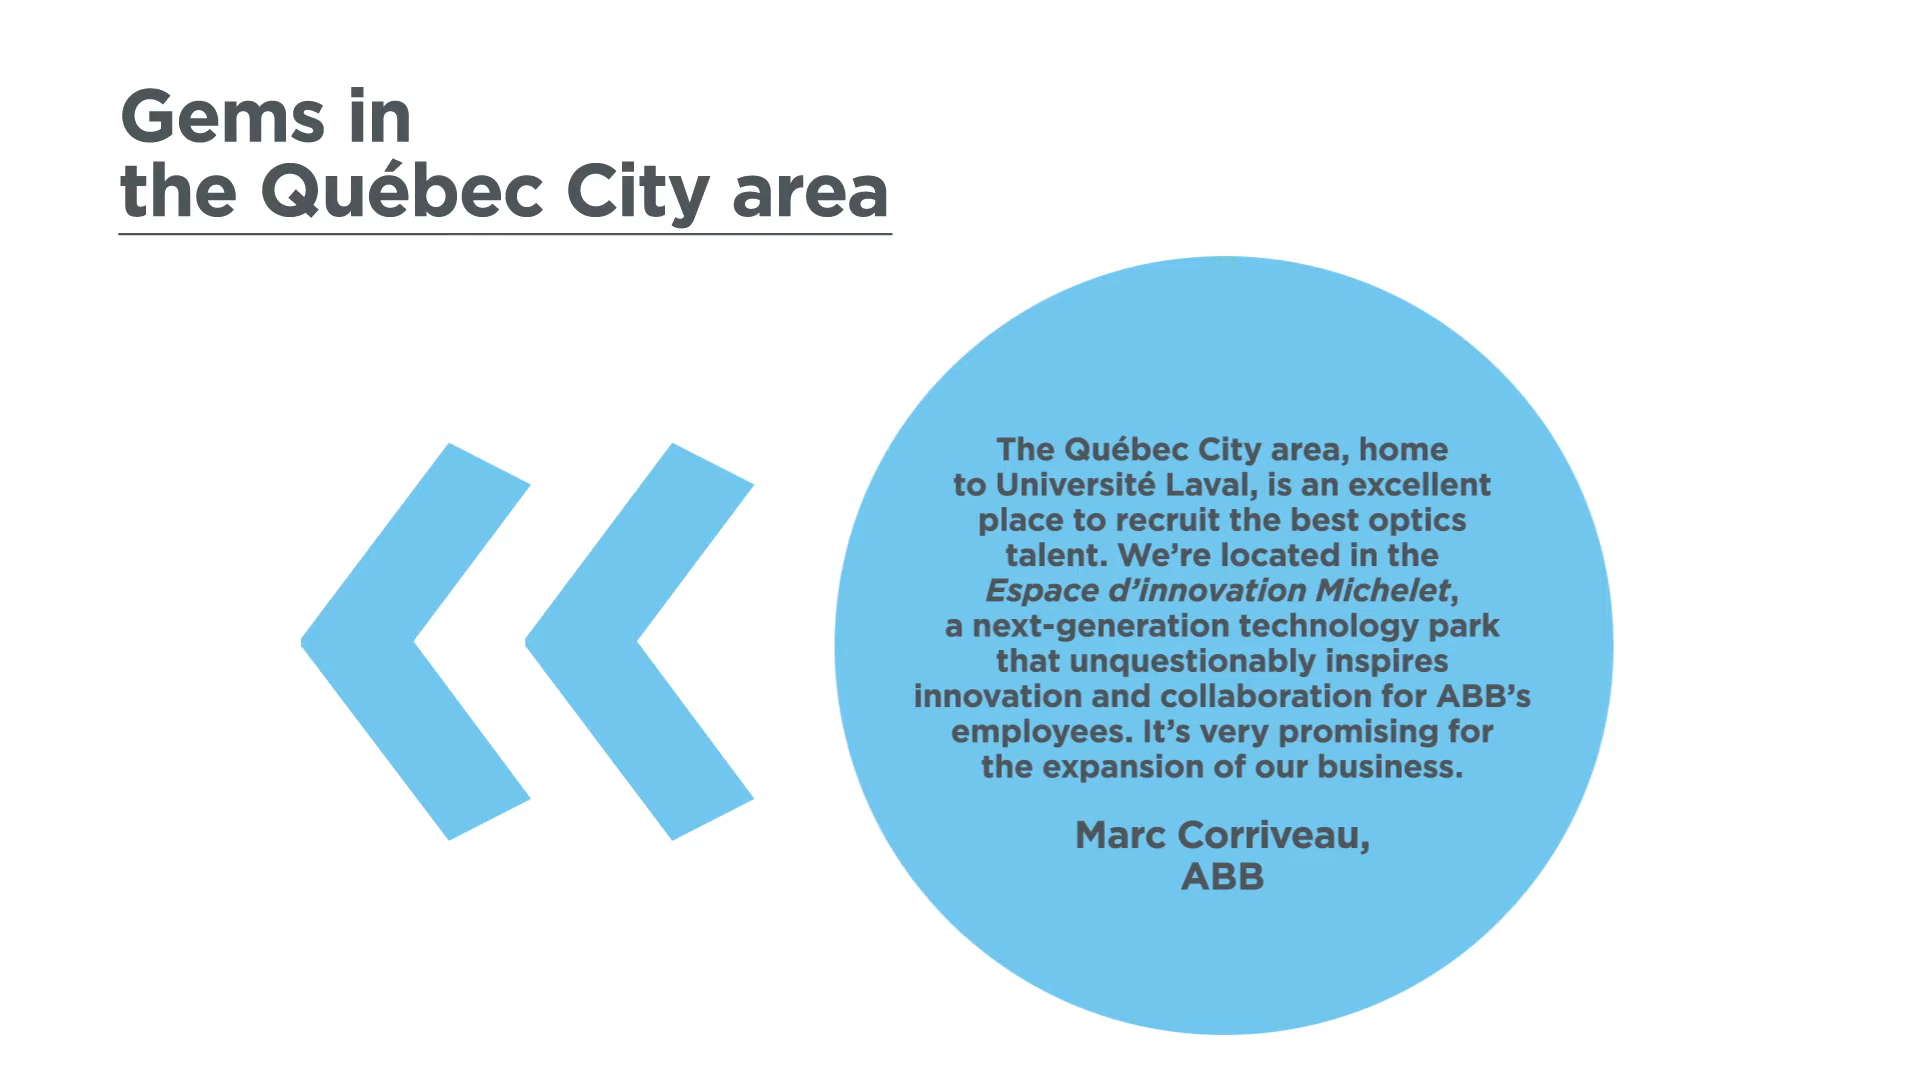 Gems in
the Québec City area
The Québec City area, home
to Université Laval, is an excellent
place to recruit the best optics
talent. We’re located in the
Espace d’innovation Michelet,
a next-generation technology park
that unquestionably inspires
innovation and collaboration for ABB’s
employees. It’s very promising for
the expansion of our business.
Marc Corriveau,
ABB